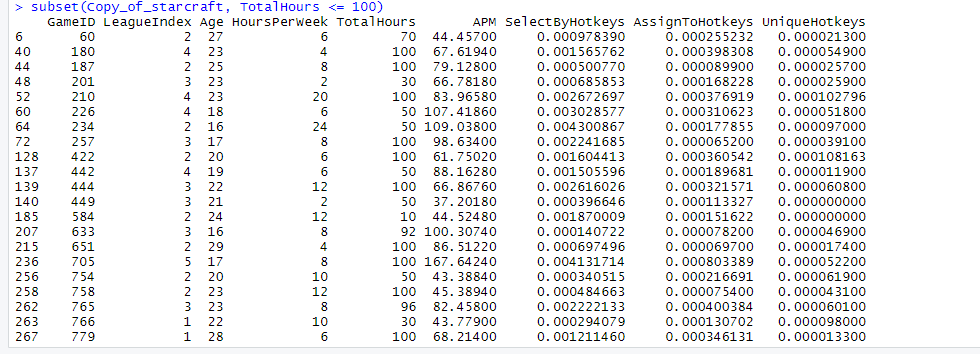 > subset(Copy_of_starcraft, TotalHours <= 100)
GameID LeagueIndex Age HoursPerWeek TotalHours APM SelectByHotkeys AssignToHotkeys UniqueHotkeys
6 60 2 27 6 70 44.45700 0.000978390 0.000255232 0.000021300
40 180 4 23 4 100 67.61940 0.001565762 0.000398308 0.000054900
44 187 2 25 8 100 79.12800 0.000500770 0.000089900 0.000025700
48 201 3 23 2 30 66.78180 0.000685853 0.000168228 0.000025900
52 210 4 23 20 100 83.96580 0.002672697 0.000376919 0.000102796
60 226 4 18 6 50 107.41860 0.003028577 0.000310623 0.000051800
64 234 2 16 24 50 109.03800 0.004300867 0.000177855 0.000097000
72 257 3 17 8 100 98.63400 0.002241685 0.000065200 0.000039100
128 422 2 20 6 100 61.75020 0.001604413 0.000360542 0.000108163
137 442 4 19 6 50 88.16280 0.001505596 0.000189681 0.000011900
139 444 3 22 12 100 66.86760 0.002616026 0.000321571 0.000060800
140 449 3 21 2 50 37.20180 0.000396646 0.000113327 0.000000000
185 584 2 24 12 10 44.52480 0.001870009 0.000151622 0.000000000
207 633 3 16 8 92 100.30740 0.000140722 0.000078200 0.000046900
215 651 2 29 4 100 86.51220 0.000697496 0.000069700 0.000017400
236 705 5 17 8 100 167.64240 0.004131714 0.000803389 0.000052200
256 754 2 20 10 50 43.38840 0.000340515 0.000216691 0.000061900
258 758 2 23 12 100 45.38940 0.000484663 0.000075400 0.000043100
262 765 3 23 8 96 82.45800 0.002222133 0.000400384 0.000060100
263 766 1 22 10 30 43.77900 0.000294079 0.000130702 0.000098000
267 779 1 28 6 100 68.21400 0.001211460 0.000346131 0.000013300